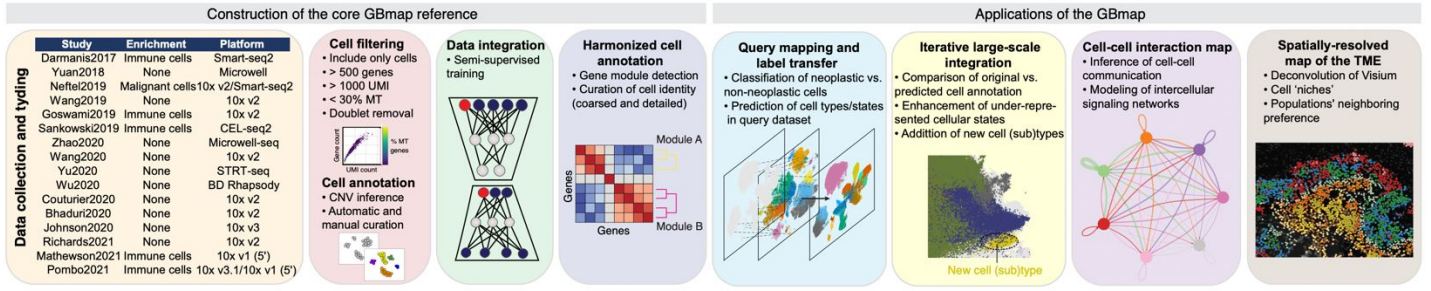 Construction of the core GBmap reference
Applications of the GBmap
Data collection and tyding
Study Enrichment Platform
Darmanis2017 Immune cells Smart-seq2
Yuan2018 None Microwell
Neftel2019 Malignant cells 10x v2/Smart-seq2
Wang2019 None 10x v2
Goswami2019 Immune cells 10x v2
Sankowski2019 Immune cells CEL-seq2
Zhao2020 None Microwell-seq
Wang2020 None 10x v2
Yu2020 None STRT-seq
Wu2020 None BD Rhapsody
Couturier2020 None 10x v2
Bhaduri2020 None 10x v2
Johnson2020 None 10x v3
Richards2021 None 10x v2
Mathewson2021 Immune cells 10x v1 (5')
Pombo2021 Immune cells 10x v3.1/10x v1 (5')
Cell filtering
• Include only cells
• > 500 genes
• > 1000 UMI
• < 30% MT
• Doublet removal
Gene count
UMI count
% MT
genes
Cell annotation
• CNV inference
• Automatic and
manual curation
Data integration
• Semi-supervised
training
Harmonized cell
annotation
• Gene module detection
• Curation of cell identity
(coarsed and detailed)
Module A
Genes
Genes
Module B
Query mapping and
label transfer
• Classifiation of neoplastic vs.
non-neoplastic cells
• Prediction of cell types/states
in query dataset
Iterative large-scale
integration
• Comparison of original vs.
predicted cell annotation
• Enhancement of under-repre-
sented cellular states
• Addittion of new cell (sub)types
New cell (sub)type
Cell-cell interaction map
• Inference of cell-cell
communication
• Modeling of intercellular
signaling networks
Spatially-resolved
map of the TME
• Deconvolution of Visium
• Cell 'niches'
• Populations' neighboring
preference